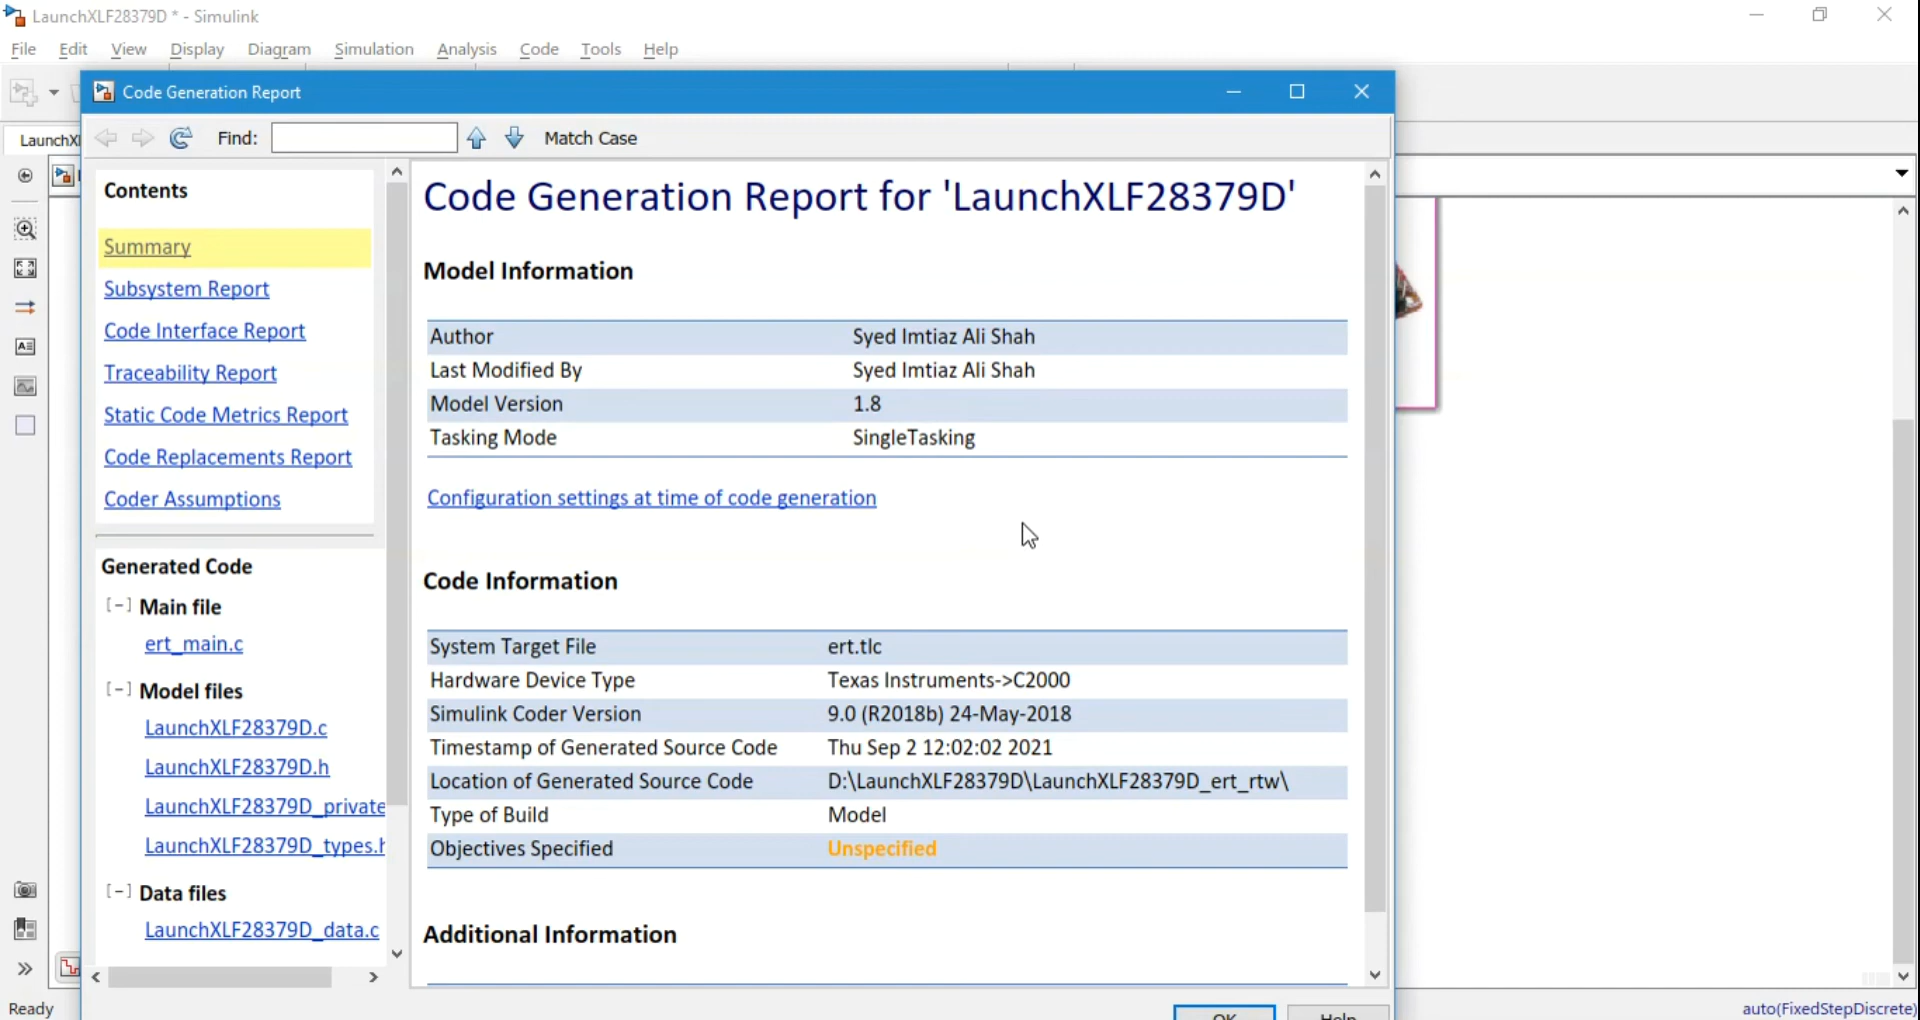 LaunchXLF28379D * - Simulink
File Edit View Display Diagram Simulation Analysis Code Tools Help
Code Generation Report
Find: Match Case
LaunchX
Contents
Summary
Subsystem Report
Code Interface Report
Traceability Report
Static Code Metrics Report
Code Replacements Report
Coder Assumptions
Generated Code
[-] Main file
ert_main.c
[-] Model files
LaunchXLF28379D.c
LaunchXLF28379D.h
LaunchXLF28379D_private
LaunchXLF28379D_types.h
[-] Data files
LaunchXLF28379D_data.c
Code Generation Report for 'LaunchXLF28379D'
Model Information
Author Syed Imtiaz Ali Shah
Last Modified By Syed Imtiaz Ali Shah
Model Version 1.8
Tasking Mode SingleTasking
Configuration settings at time of code generation
Code Information
System Target File ert.tlc
Hardware Device Type Texas Instruments->C2000
Simulink Coder Version 9.0 (R2018b) 24-May-2018
Timestamp of Generated Source Code Thu Sep 2 12:02:02 2021
Location of Generated Source Code D:\LaunchXLF28379D\LaunchXLF28379D_ert_rtw\
Type of Build Model
Objectives Specified Unspecified
Additional Information
OK Help
Ready auto(FixedStepDiscrete)